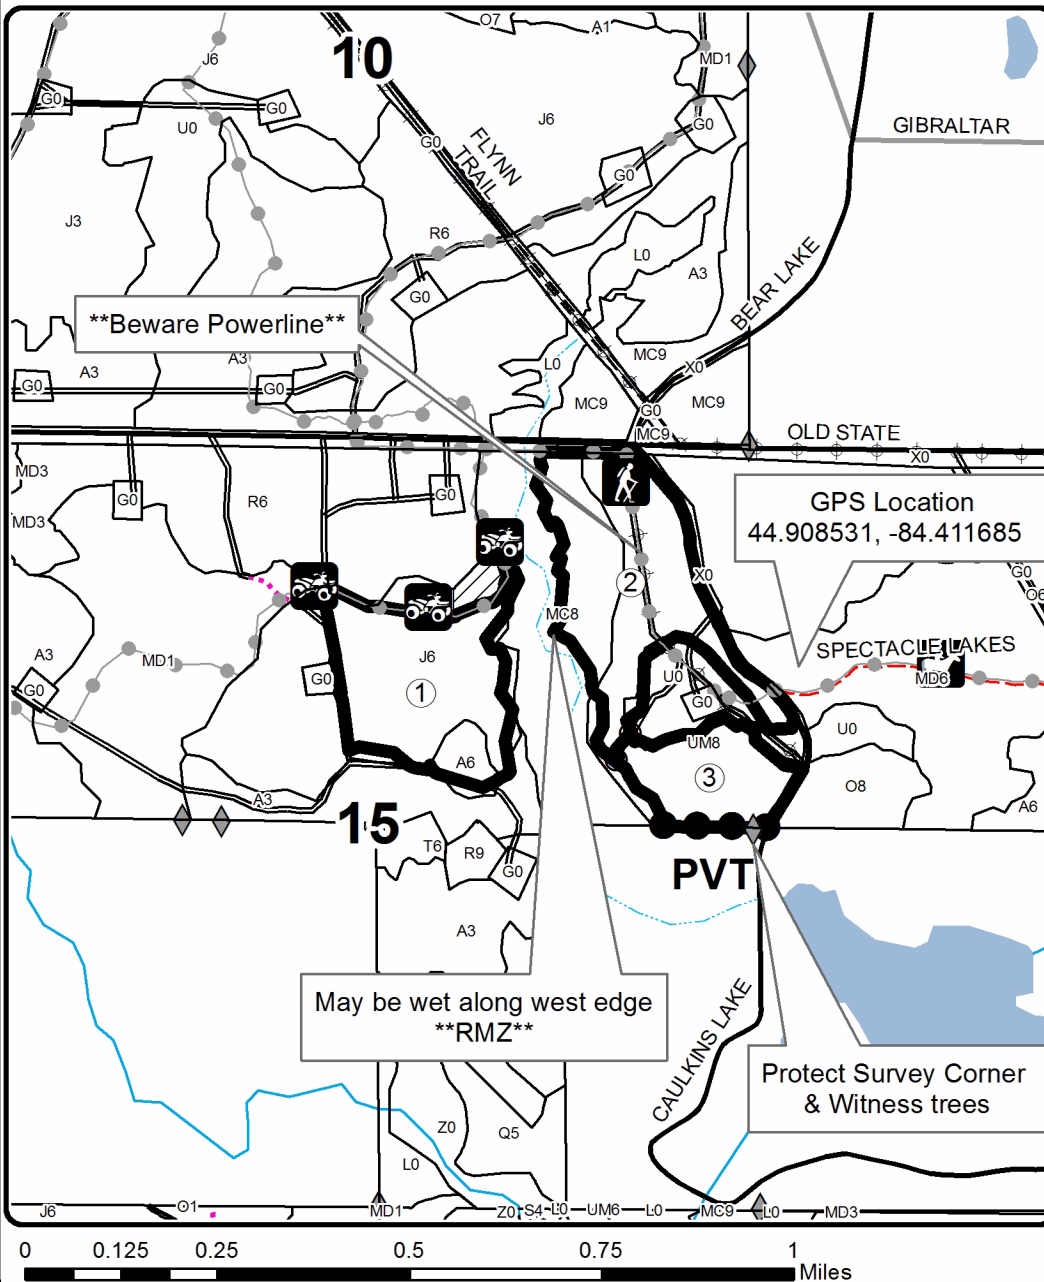 O7
A1
10
J6
MD1
G0
G0
U0
G0
J6
G0
GIBRALTAR
FLYNN
TRAIL
G0
J3
R6
L0
A3
BEAR LAKE
G0
**Beware Powerline**
A3
A3
L0
MC9
X0
G0
G0
MC9
MC9
G0
MC9
OLD STATE
X0
MD3
G0
R6
G0
MD3
GPS Location
44.908531, -84.411685
X0
G0
O6
2
MC8
A3
MD1
J6
SPECTACLE LAKES
MD6
G0
G0
1
U0
G0
U0
UM8
A6
3
O8
A3
A6
15
T6
R9
G0
PVT
A3
May be wet along west edge
**RMZ**
CAULKINS LAKE
Protect Survey Corner
& Witness trees
Z0
Q5
L0
J6
O1
MD1
Z0
S4
L0
UM6
L0
MC9
L0
MD3
0
0.125
0.25
0.5
0.75
1
Miles